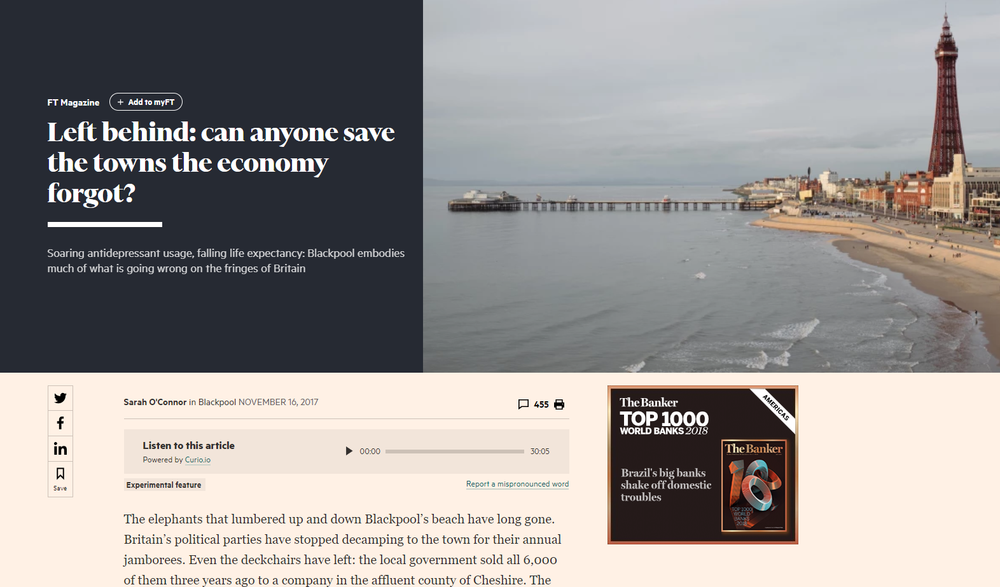 FT Magazine
+ Add to myFT
Left behind: can anyone save
the towns the economy
forgot?
Soaring antidepressant usage, falling life expectancy: Blackpool embodies
much of what is going wrong on the fringes of Britain
Save
Sarah O'Connor in Blackpool NOVEMBER 16, 2017
455
Listen to this article
Powered by Curio.io
00:00
30:05
Experimental feature
Report a mispronounced word
The elephants that lumbered up and down Blackpool’s beach have long gone.
Britain’s political parties have stopped decamping to the town for their annual
jamborees. Even the deckchairs have left: the local government sold all 6,000
of them three years ago to a company in the affluent county of Cheshire. The
The Banker
TOP 1000
WORLD BANKS 2018
AMERICAS
Brazil's big banks
shake off domestic
troubles
The Banker
TOP 1000
WORLD
BANKS
2018